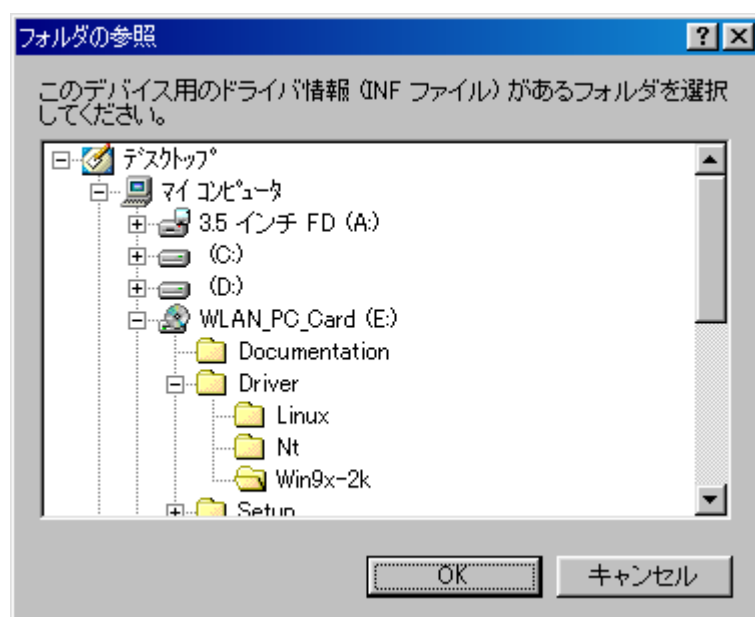 フォルダの参照
このデバイス用のドライバ情報 (INF ファイル) があるフォルダを選択
してください。
デスクトップ
マイ コンピュータ
3.5 インチ FD (A:)
(C:)
(D:)
WLAN_PC_Card (E:)
Documentation
Driver
Linux
Nt
Win9x-2k
Setup
OK
キャンセル